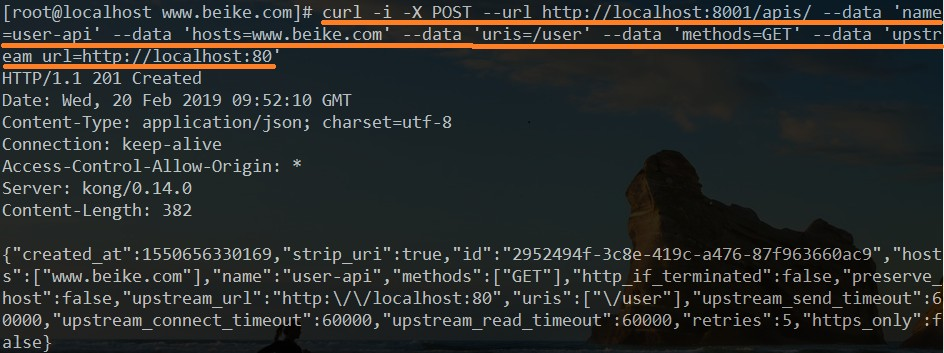 [root@localhost www.beike.com]# curl -i -X POST --url http://localhost:8001/apis/ --data 'name
=user-api' --data 'hosts=www.beike.com' --data 'uris=/user' --data 'methods=GET' --data 'upstr
eam_url=http://localhost:80'
HTTP/1.1 201 Created
Date: Wed, 20 Feb 2019 09:52:10 GMT
Content-Type: application/json; charset=utf-8
Connection: keep-alive
Access-Control-Allow-Origin: *
Server: kong/0.14.0
Content-Length: 382

{"created_at":1550656330169,"strip_uri":true,"id":"2952494f-3c8e-419c-a476-87f963660ac9","host
s":["www.beike.com"],"name":"user-api","methods":["GET"],"http_if_terminated":false,"preserve_
host":false,"upstream_url":"http:\/\/localhost:80","uris":["\/user"],"upstream_send_timeout":6
0000,"upstream_connect_timeout":60000,"upstream_read_timeout":60000,"retries":5,"https_only":f
alse}